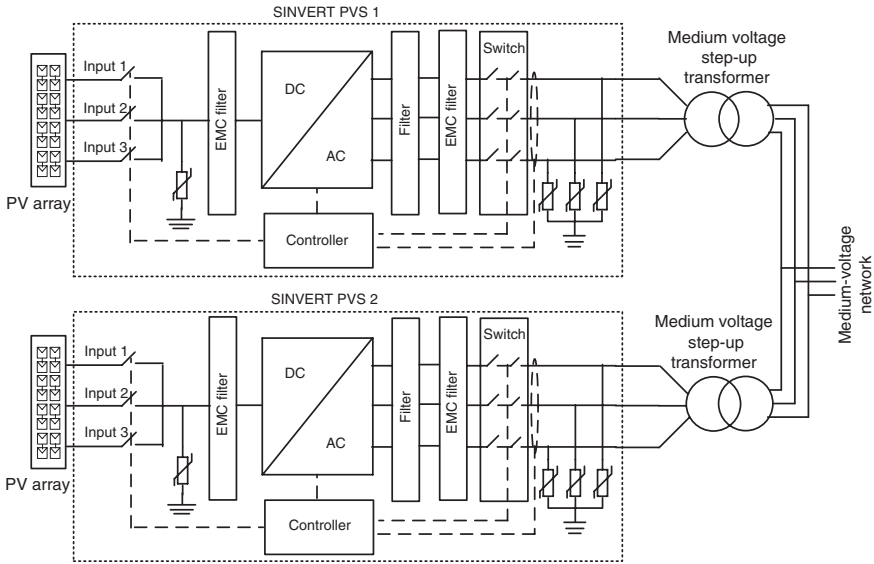 SINVERT PVS 1
Input 1
Input 2
Input 3
PV array
EMC filter
DC
AC
Filter
EMC filter
Switch
Controller
Medium voltage
step-up
transformer
Medium-voltage
network
SINVERT PVS 2
Input 1
Input 2
Input 3
PV array
EMC filter
DC
AC
Filter
EMC filter
Switch
Controller
Medium voltage
step-up
transformer